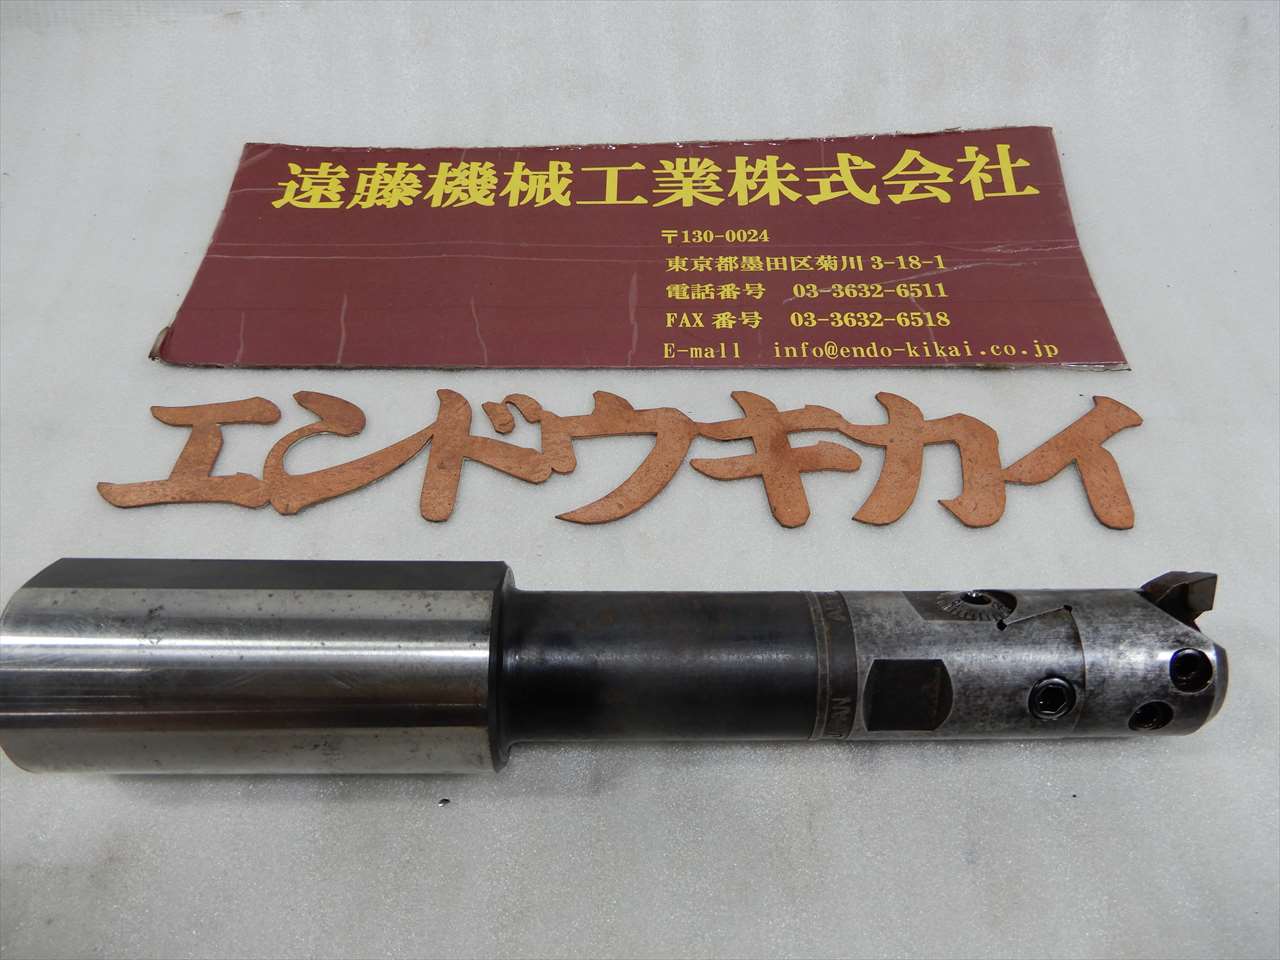 遠藤機械工業株式会社
〒130-0024
東京都墨田区菊川 3-18-1
電話番号 03-3632-6511
FAX 番号 03-3632-6518
E-mail info@endo-kikai.co.jp
エンドウキカイ